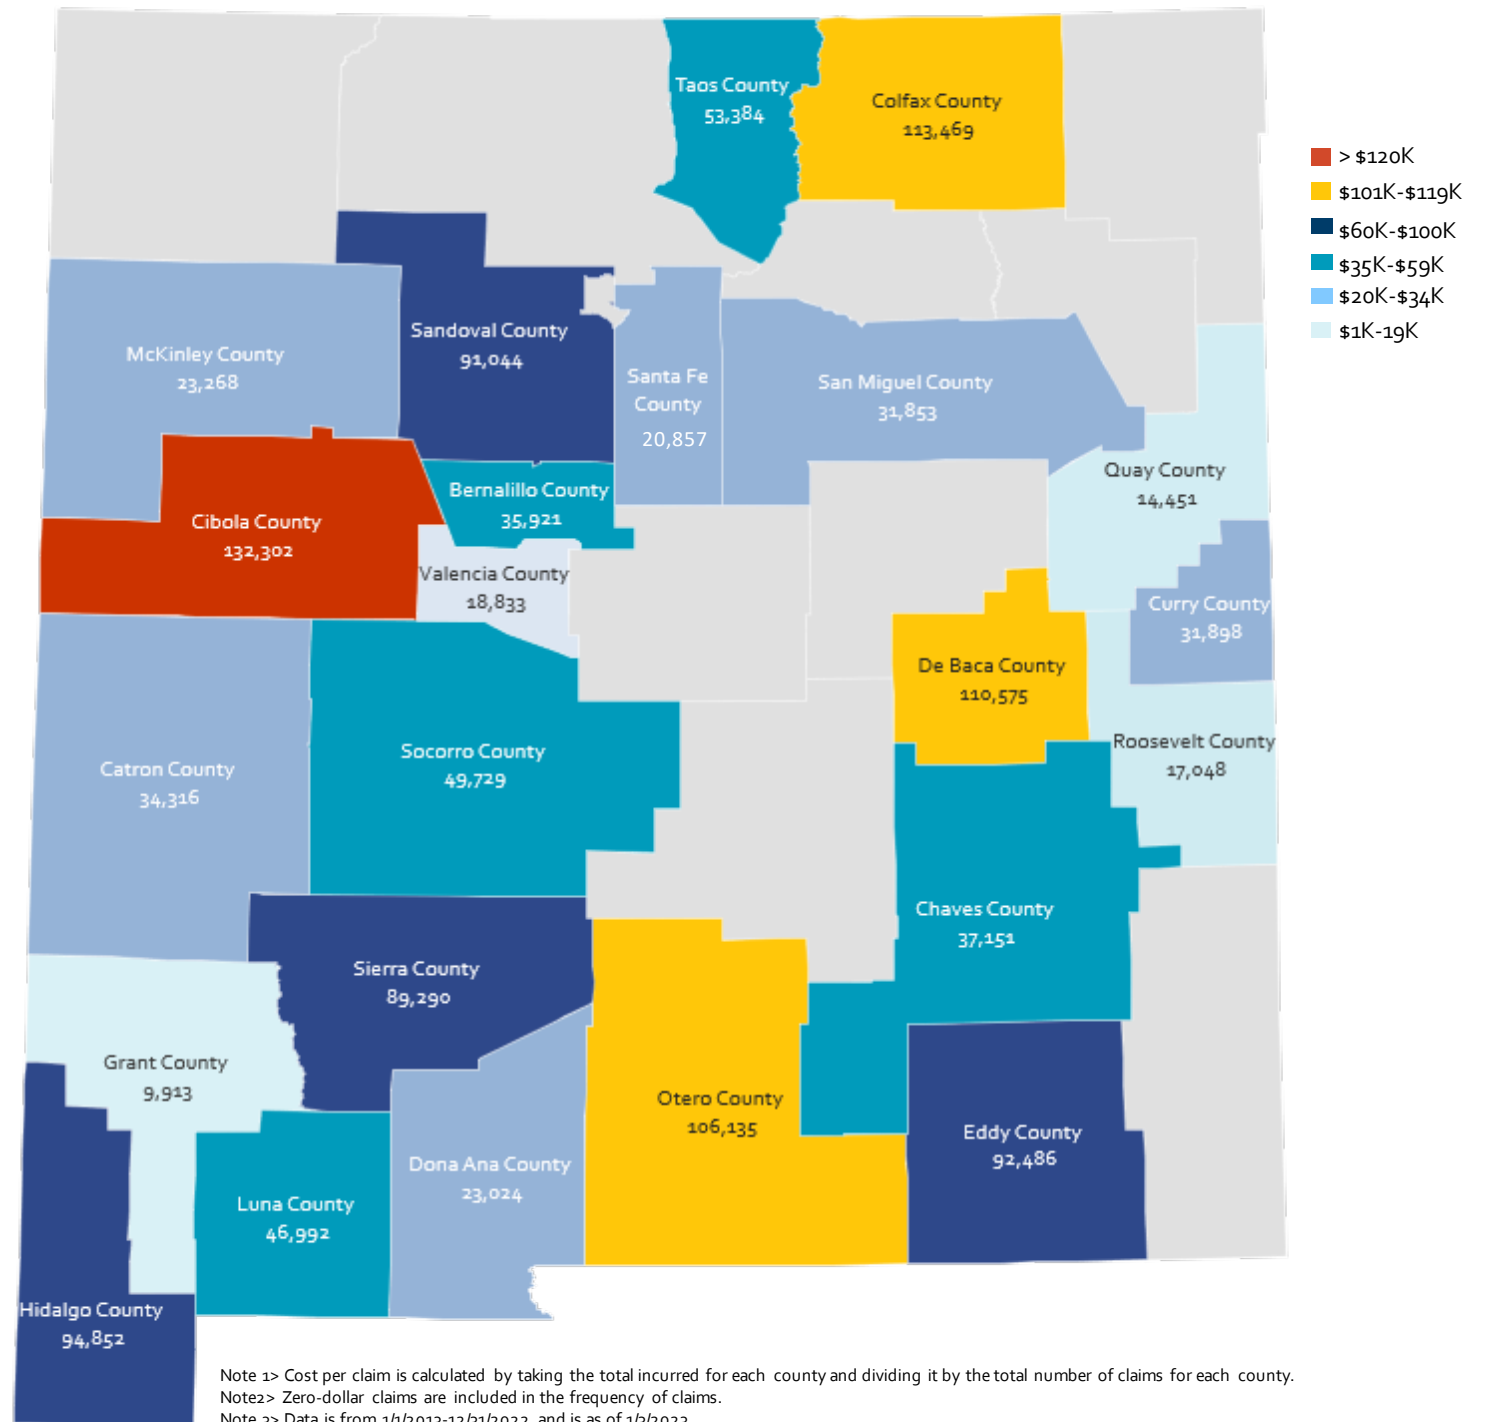 Taos County
53,384
Colfax County
113,469
> $120K
$101K-$119K
$60K-$100K
$35K-$59K
$20K-$34K
$1K-19K
Sandoval County
91,044
McKinley County
23,268
Santa Fe
County
20,857
San Miguel County
31,853
Quay County
14,451
Bernalillo County
35,921
Cibola County
132,302
Valencia County
18,833
Curry County
31,898
De Baca County
110,575
Roosevelt County
17,048
Socorro County
49,729
Catron County
34,316
Chaves County
37,151
Sierra County
89,290
Grant County
9,913
Otero County
106,135
Eddy County
92,486
Dona Ana County
23,024
Luna County
46,992
Hidalgo County
94,852
Note 1> Cost per claim is calculated by taking the total incurred for each county and dividing it by the total number of claims for each county.
Note2> Zero-dollar claims are included in the frequency of claims.
Data is from and is as of